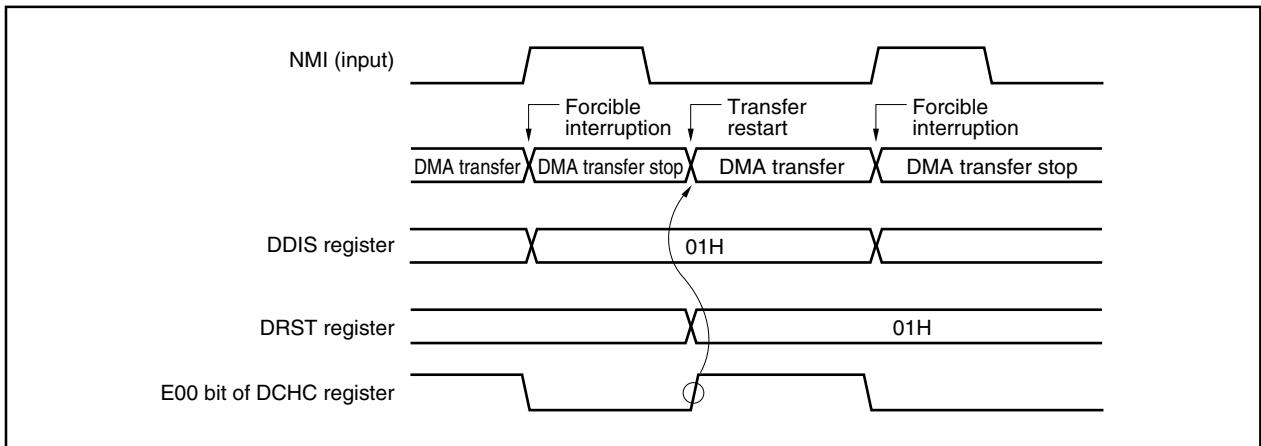 NMI (input)
Forcible
interruption
Transfer
restart
Forcible
interruption
DMA transfer
DMA transfer stop
DMA transfer
DMA transfer stop
DDIS register
01H
DRST register
01H
E00 bit of DCHC register